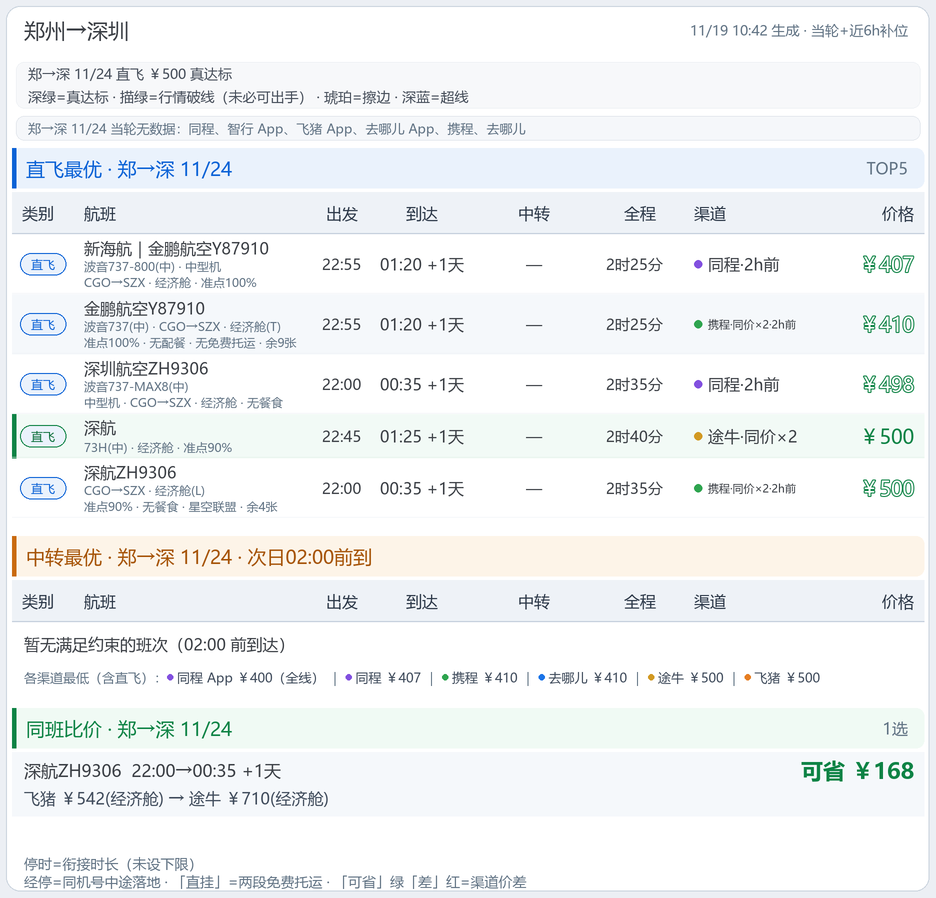 郑州→深圳
11/19 10:42 生成 · 当轮+近6h补位
郑→深 11/24 直飞 ￥500 真达标
深绿=真达标 · 描绿=行情破线（未必可出手） · 琥珀=擦边 · 深蓝=超线
郑→深 11/24 当轮无数据：同程、智行 App、飞猪 App、去哪儿 App、携程、去哪儿
直飞最优 · 郑→深 11/24 TOP5
类别 航班 出发 到达 中转 全程 渠道 价格
新海航｜金鹏航空Y87910
直飞 波音737-800(中) · 中型机 22:55 01:20 +1天 — 2时25分 同程·2h前 ￥407
CGO→SZX · 经济舱 · 准点100%
金鹏航空Y87910
直飞 波音737(中) · CGO→SZX · 经济舱(T) 22:55 01:20 +1天 — 2时25分 携程·同价×2·2h前 ￥410
准点100% · 无配餐 · 无免费托运 · 余9张
深圳航空ZH9306
直飞 波音737-MAX8(中) 22:00 00:35 +1天 — 2时35分 同程·2h前 ￥498
中型机 · CGO→SZX · 经济舱 · 无餐食
深航
直飞 73H(中) · 经济舱 · 准点90% 22:45 01:25 +1天 — 2时40分 途牛·同价×2 ￥500
深航ZH9306
直飞 CGO→SZX · 经济舱(L) 22:00 00:35 +1天 — 2时35分 携程·同价×2·2h前 ￥500
准点90% · 无餐食 · 星空联盟 · 余4张
中转最优 · 郑→深 11/24 · 次日02:00前到
类别 航班 出发 到达 中转 全程 渠道 价格
暂无满足约束的班次（02:00 前到达）
各渠道最低（含直飞）: 同程 App ￥400（全线） | 同程 ￥407 | 携程 ￥410 | 去哪儿 ￥410 | 途牛 ￥500 | 飞猪 ￥500
同班比价 · 郑→深 11/24 1选
深航ZH9306 22:00→00:35 +1天 可省 ￥168
飞猪 ￥542(经济舱) → 途牛 ￥710(经济舱)
停时=衔接时长（未设下限）
经停=同机号中途落地 · 「直挂」=两段免费托运 · 「可省」绿「差」红=渠道价差